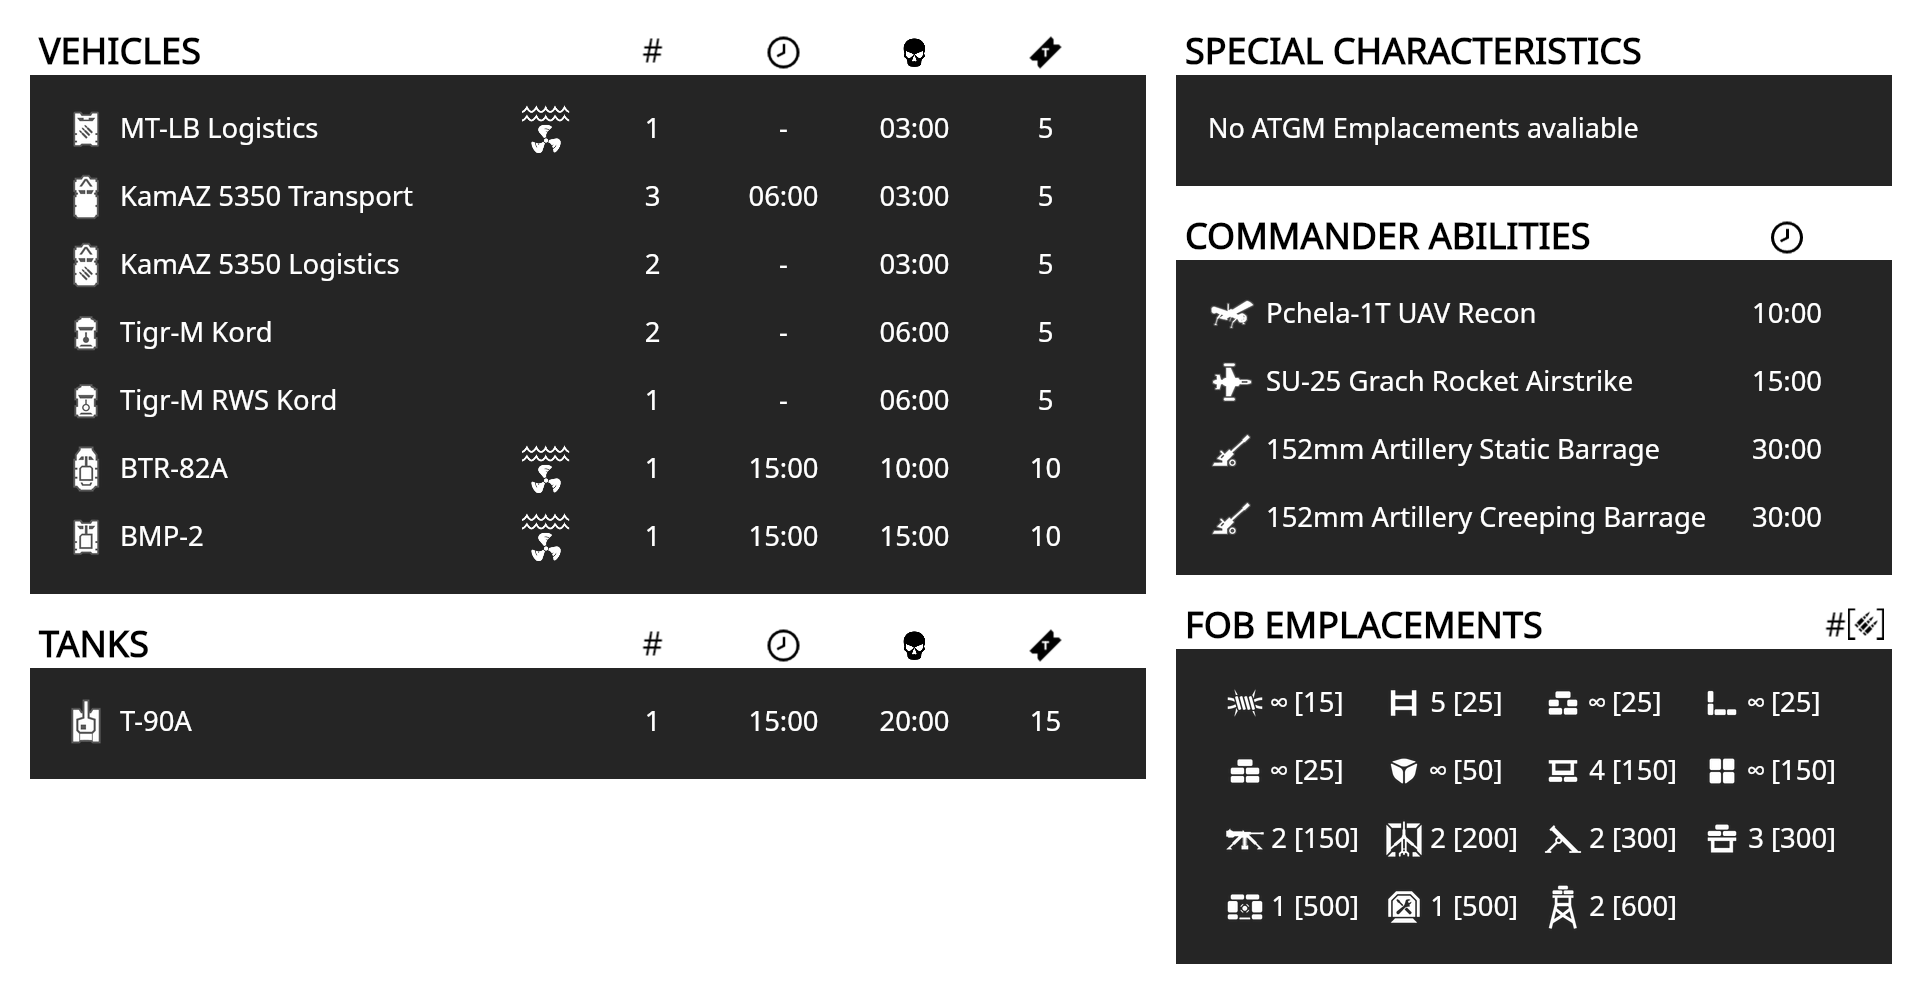 VEHICLES #
MT-LB Logistics 1 - 03:00 5
KamAZ 5350 Transport 3 06:00 03:00 5
KamAZ 5350 Logistics 2 - 03:00 5
Tigr-M Kord 2 - 06:00 5
Tigr-M RWS Kord 1 - 06:00 5
BTR-82A 1 15:00 10:00 10
BMP-2 1 15:00 15:00 10
TANKS #
T-90A 1 15:00 20:00 15
SPECIAL CHARACTERISTICS
No ATGM Emplacements avaliable
COMMANDER ABILITIES
Pchela-1T UAV Recon 10:00
SU-25 Grach Rocket Airstrike 15:00
152mm Artillery Static Barrage 30:00
152mm Artillery Creeping Barrage 30:00
FOB EMPLACEMENTS #[]
∞ [15] 5 [25] ∞ [25] ∞ [25]
∞ [25] ∞ [50] 4 [150] ∞ [150]
2 [150] 2 [200] 2 [300] 3 [300]
1 [500] 1 [500] 2 [600]